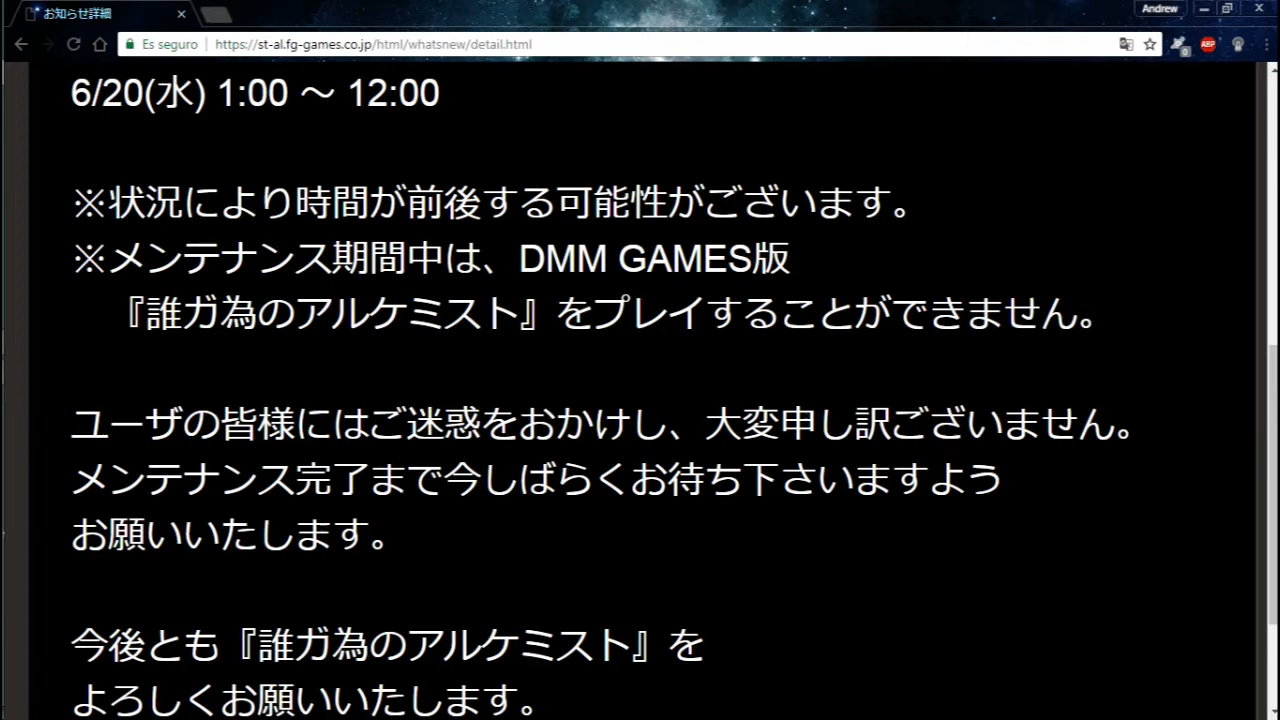 お知らせ詳細
Andrew
Es seguro
https://st-al.fg-games.co.jp/html/whatsnew/detail.html
0
ABP
6/20(水) 1:00 ～ 12:00
※状況により時間が前後する可能性がございます。
※メンテナンス期間中は、DMM GAMES版
『誰ガ為のアルケミスト』をプレイすることができません。
ユーザの皆様にはご迷惑をおかけし、大変申し訳ございません。
メンテナンス完了まで今しばらくお待ち下さいますよう
お願いいたします。
今後とも『誰ガ為のアルケミスト』を
よろしくお願いいたします。